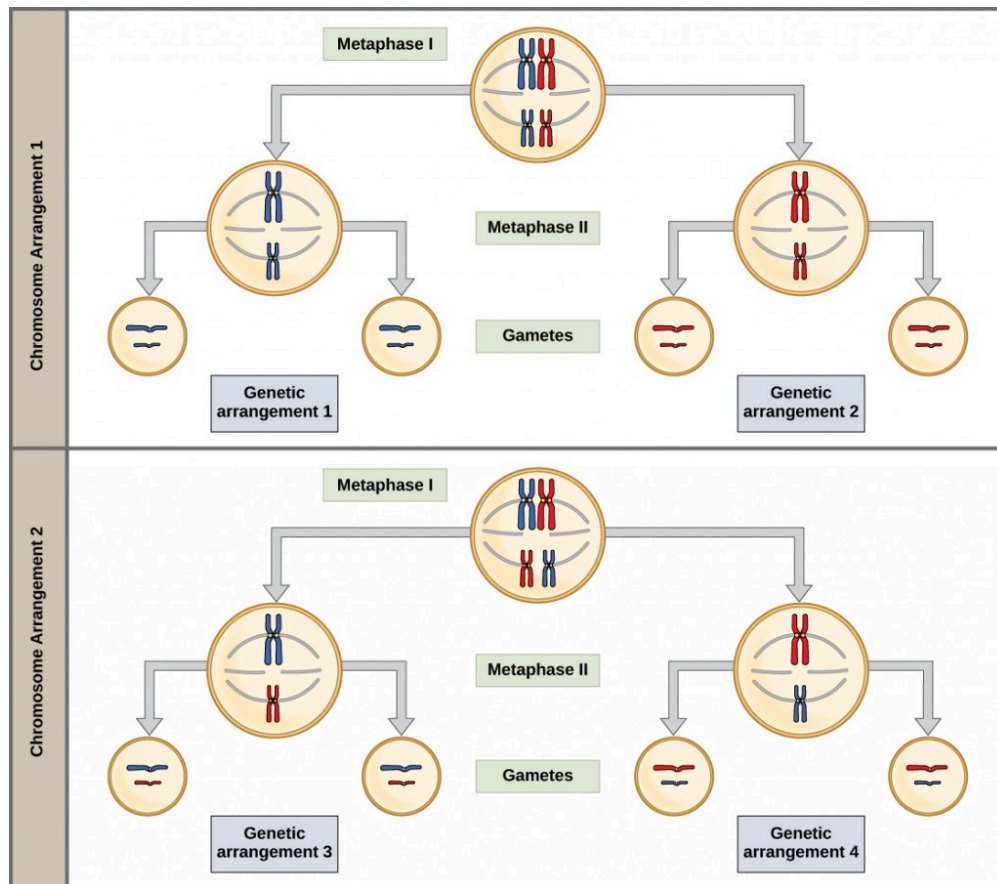 Chromosome Arrangement 1
Metaphase I
Metaphase II
Gametes
Genetic
arrangement 1
Genetic
arrangement 2
Chromosome Arrangement 2
Metaphase I
Metaphase II
Gametes
Genetic
arrangement 3
Genetic
arrangement 4